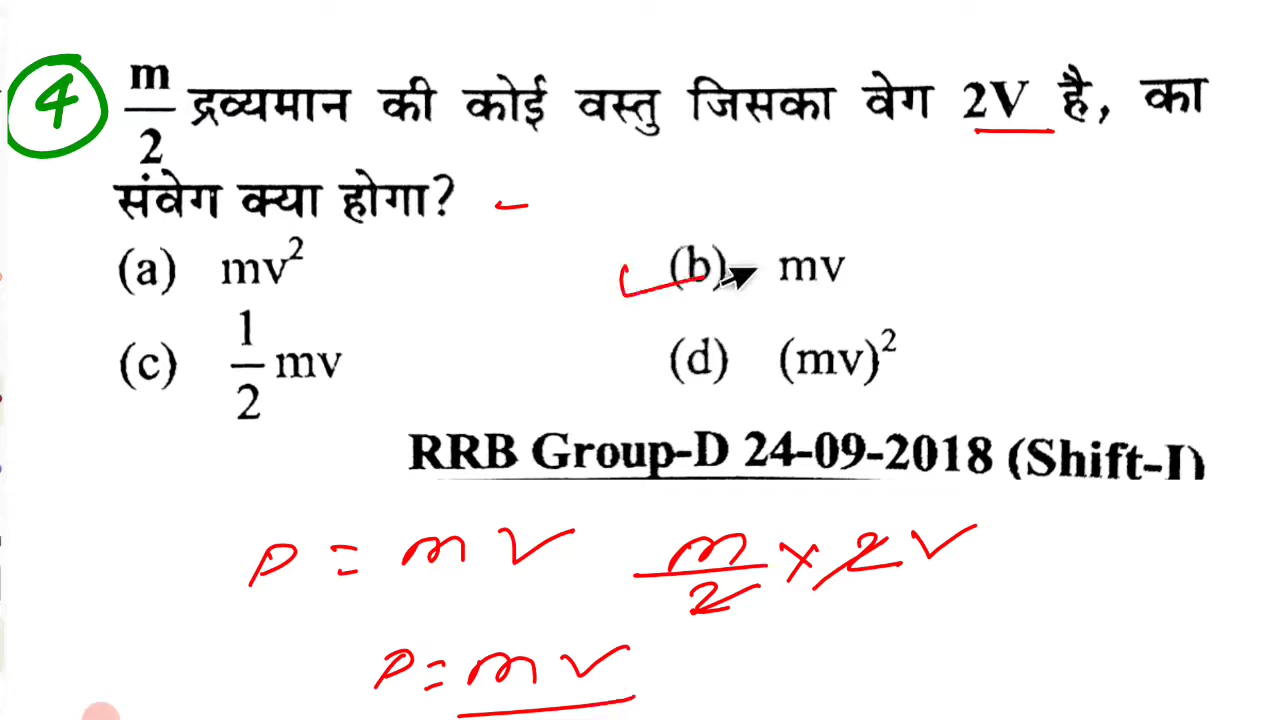 4 m/2 द्रव्यमान की कोई वस्तु जिसका वेग 2V है, का
संवेग क्या होगा?
(a) mv² (b) mv
(c) 1/2 mv (d) (mv)²
RRB Group-D 24-09-2018 (Shift-I)
P = mv m/2 × 2v
P = mv